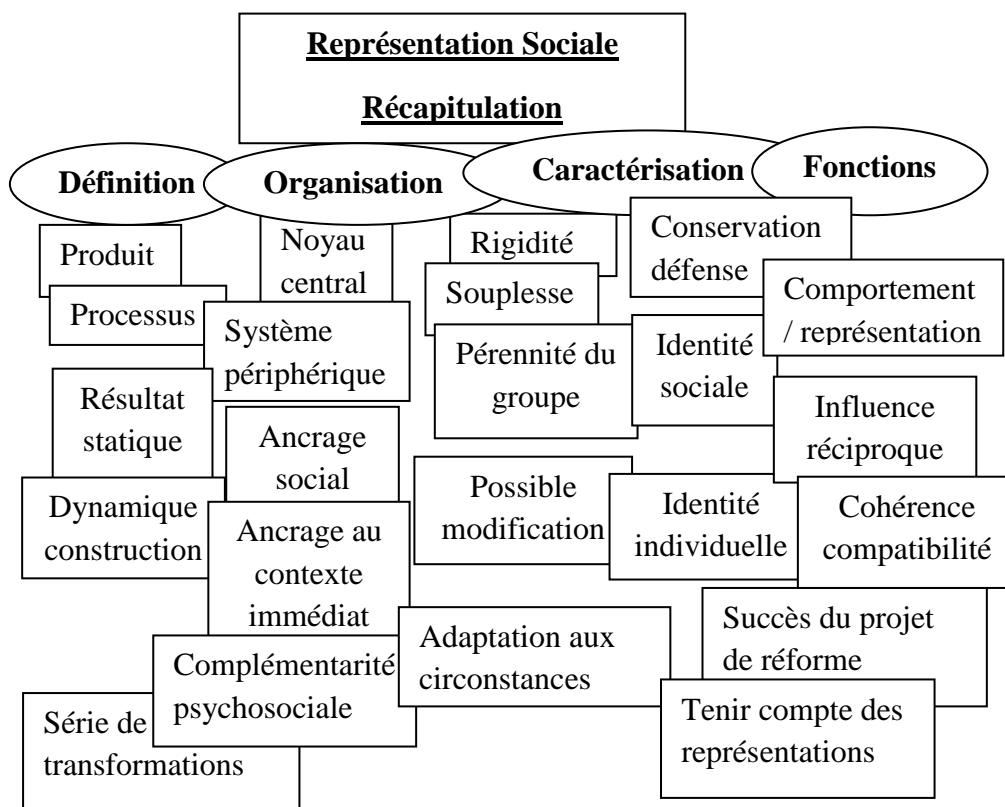 Représentation Sociale
Récapitulation
Définition
Organisation
Caractérisation
Fonctions
Produit
Processus
Résultat
statique
Dynamique
construction
Série de
transformations
Noyau
central
Système
périphérique
Ancrage
social
Ancrage au
contexte
immédiat
Complémentarité
psychosociale
Rigidité
Souplesse
Pérennité du
groupe
Possible
modification
Adaptation aux
circonstances
Conservation
défense
Identité
sociale
Identité
individuelle
Comportement
/ représentation
Influence
réciproque
Cohérence
compatibilité
Succès du projet
de réforme
Tenir compte des
représentations